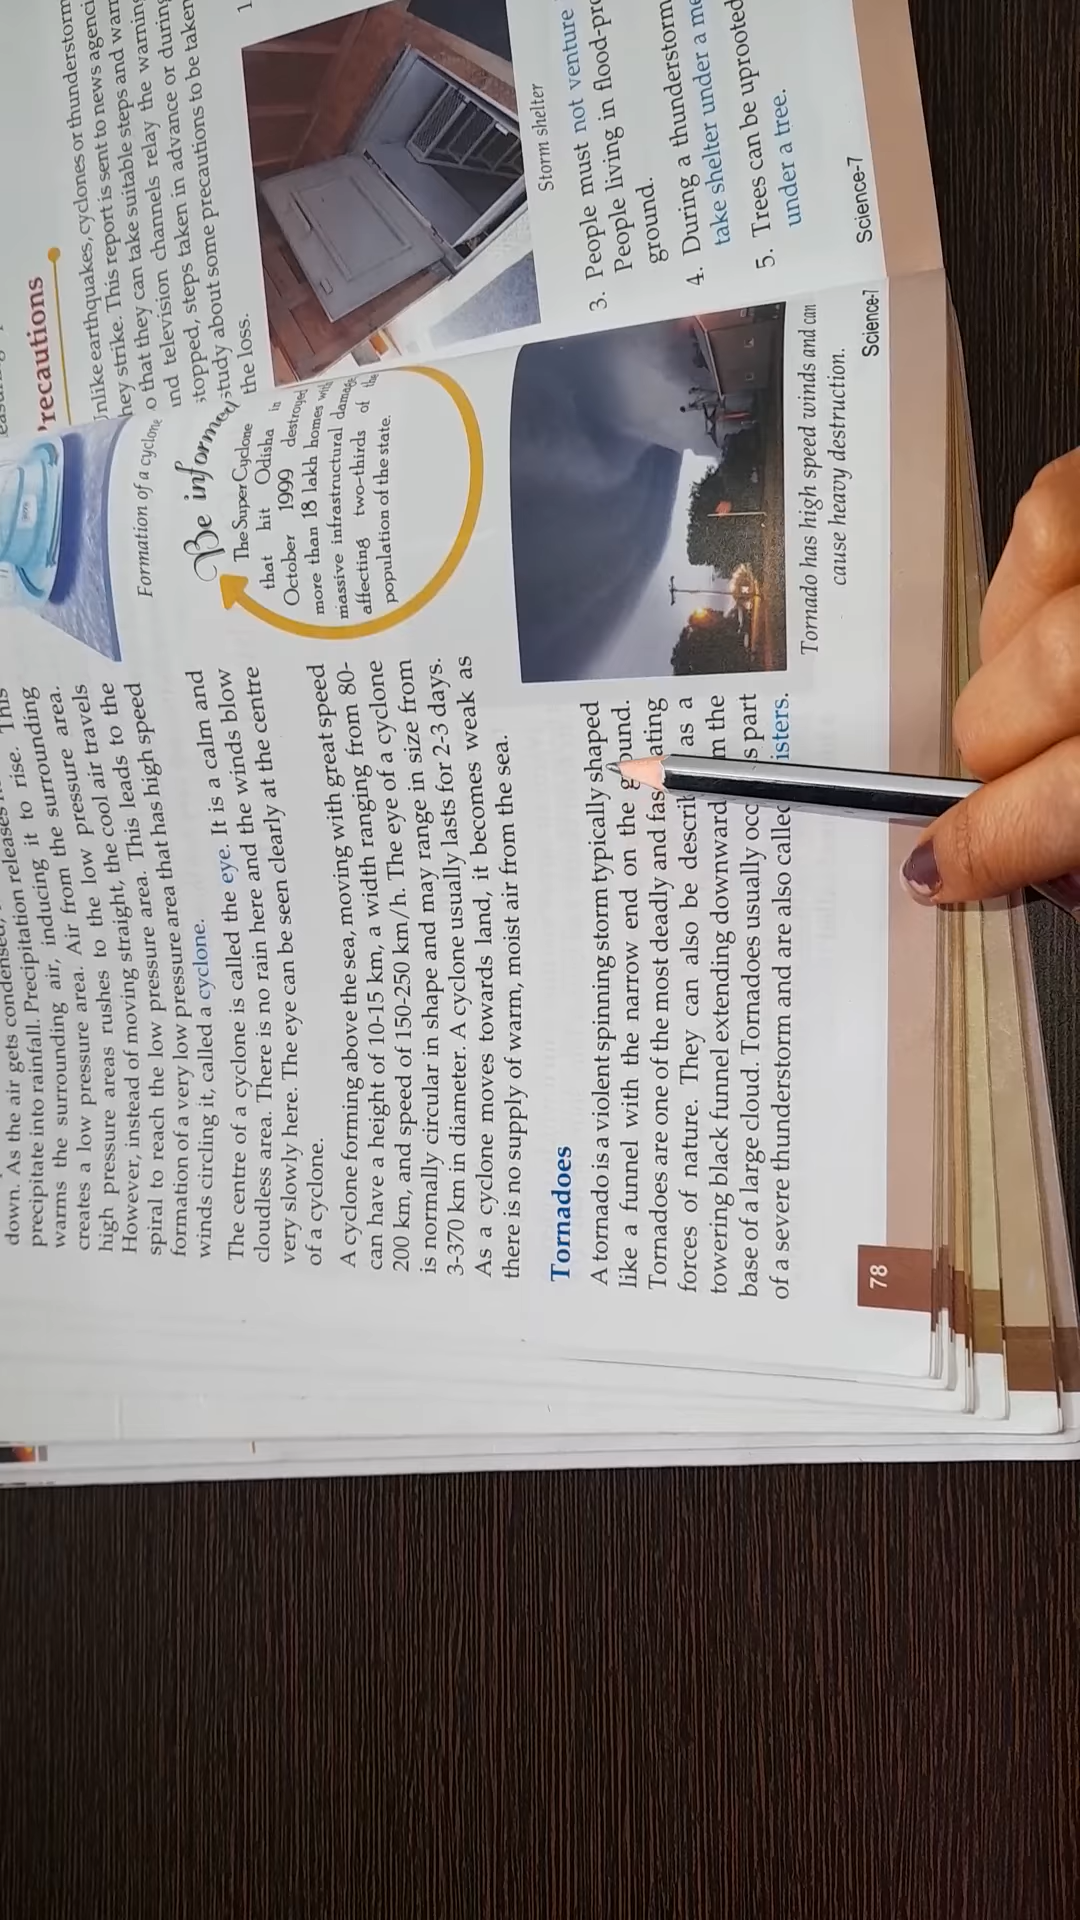 down. As the air gets condensed,
precipitate into rainfall. Precipitation releases
This
precipitate into rainfall. Precipitation it to rise.
warms the surrounding air, inducing surrounding
creates a low pressure area. Air from the surrounding area.
high pressure areas rushes to the low pressure
However, instead of moving straight, the cool air travels
spiral to reach the low pressure area. This leads to the
formation of a very low pressure area that has high speed
winds circling it, called a cyclone.
The centre of a cyclone is called the eye. It is a calm and
cloudless area. There is no rain here and the winds blow
very slowly here. The eye can be seen clearly at the centre
of a cyclone.
A cyclone forming above the sea, moving with great speed
can have a height of 10-15 km, a width ranging from 80-
200 km, and speed of 150-250 km/h. The eye of a cyclone
is normally circular in shape and may range in size from
3-370 km in diameter. A cyclone usually lasts for 2-3 days.
As a cyclone moves towards land, it becomes weak as
there is no supply of warm, moist air from the sea.
Tornadoes
A tornado is a violent spinning storm typically shaped
like a funnel with the narrow end on the ground.
Tornadoes are one of the most deadly and
forces of nature. They can also be as a
towering black funnel extending downward the
base of a large cloud. Tornadoes usually part
of a severe thunderstorm and are also called
78
Formation of a cyclone
Be informed
The Super Cyclone
that hit Odisha in
October 1999 destroyed
more than 18 lakh homes with
massive infrastructural damage
affecting two-thirds of the
population of the state.
Tornado has high speed winds and can
cause heavy destruction.
Science-7
earthquakes, cyclones or thunderstorm
they strike. This report is sent to news
that they can take suitable steps and
television channels relay the warning
steps taken in advance or during
study about some precautions to be taken
the loss.
1
Storm shelter
3. People must not venture
People living in
ground.
4. During a thunderstorm
take shelter under a
5. Trees can be uprooted
under a tree.
Science-7